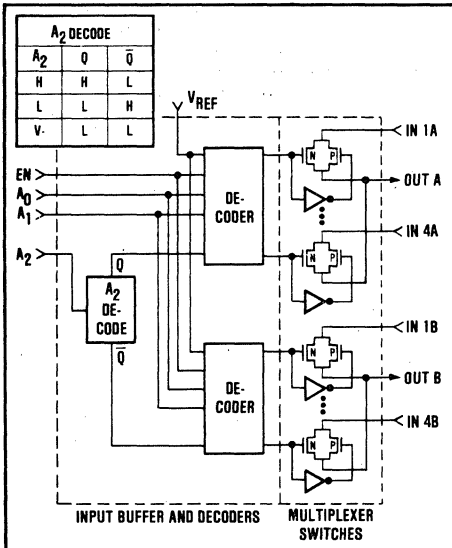 A2 DECODE
A2 Q Q̅
H H L
L L H
V- L L
VREF
EN
A0
A1
A2
Q
A2
DE-
CODE
Q̅
DE-
CODER
DE-
CODER
N P
IN 1A
OUT A
N P
IN 4A
N P
IN 1B
OUT B
N P
IN 4B
INPUT BUFFER AND DECODERS
MULTIPLEXER
SWITCHES